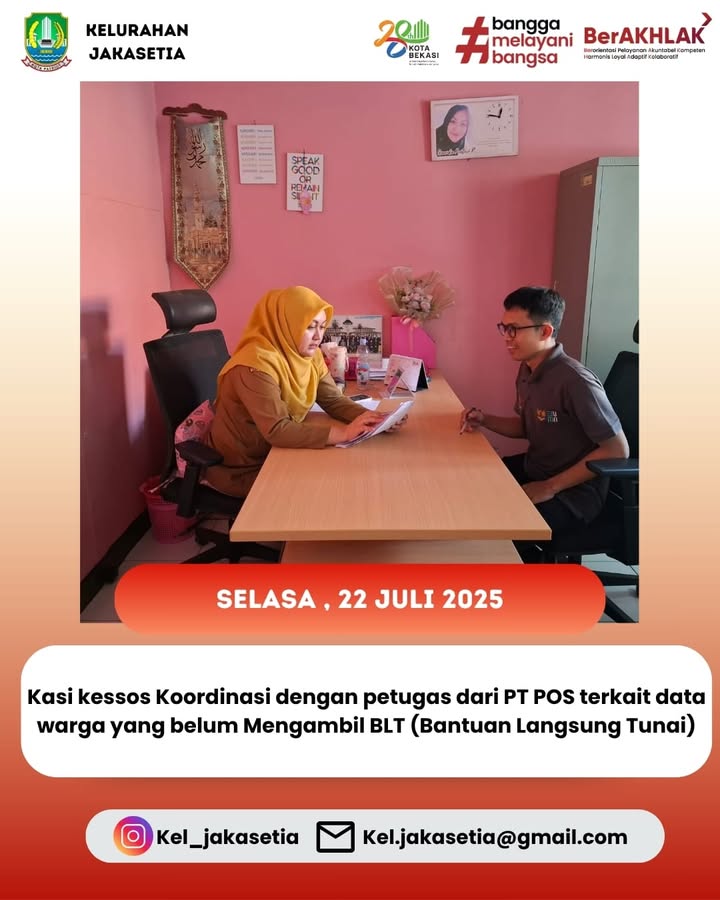 KELURAHAN
JAKASETIA
KOTA
BEKASI
#bangga
melayani
bangsa
BerAKHLAK
Berorientasi Pelayanan Akuntabel Kompeten
Harmonis Loyal Adaptif Kolaboratif
SPEAK
GOOD
OR
REMAIN
SILENT
SELASA , 22 JULI 2025
Kasi kessos Koordinasi dengan petugas dari PT POS terkait data
warga yang belum Mengambil BLT (Bantuan Langsung Tunai)
Kel_jakasetia Kel.jakasetia@gmail.com